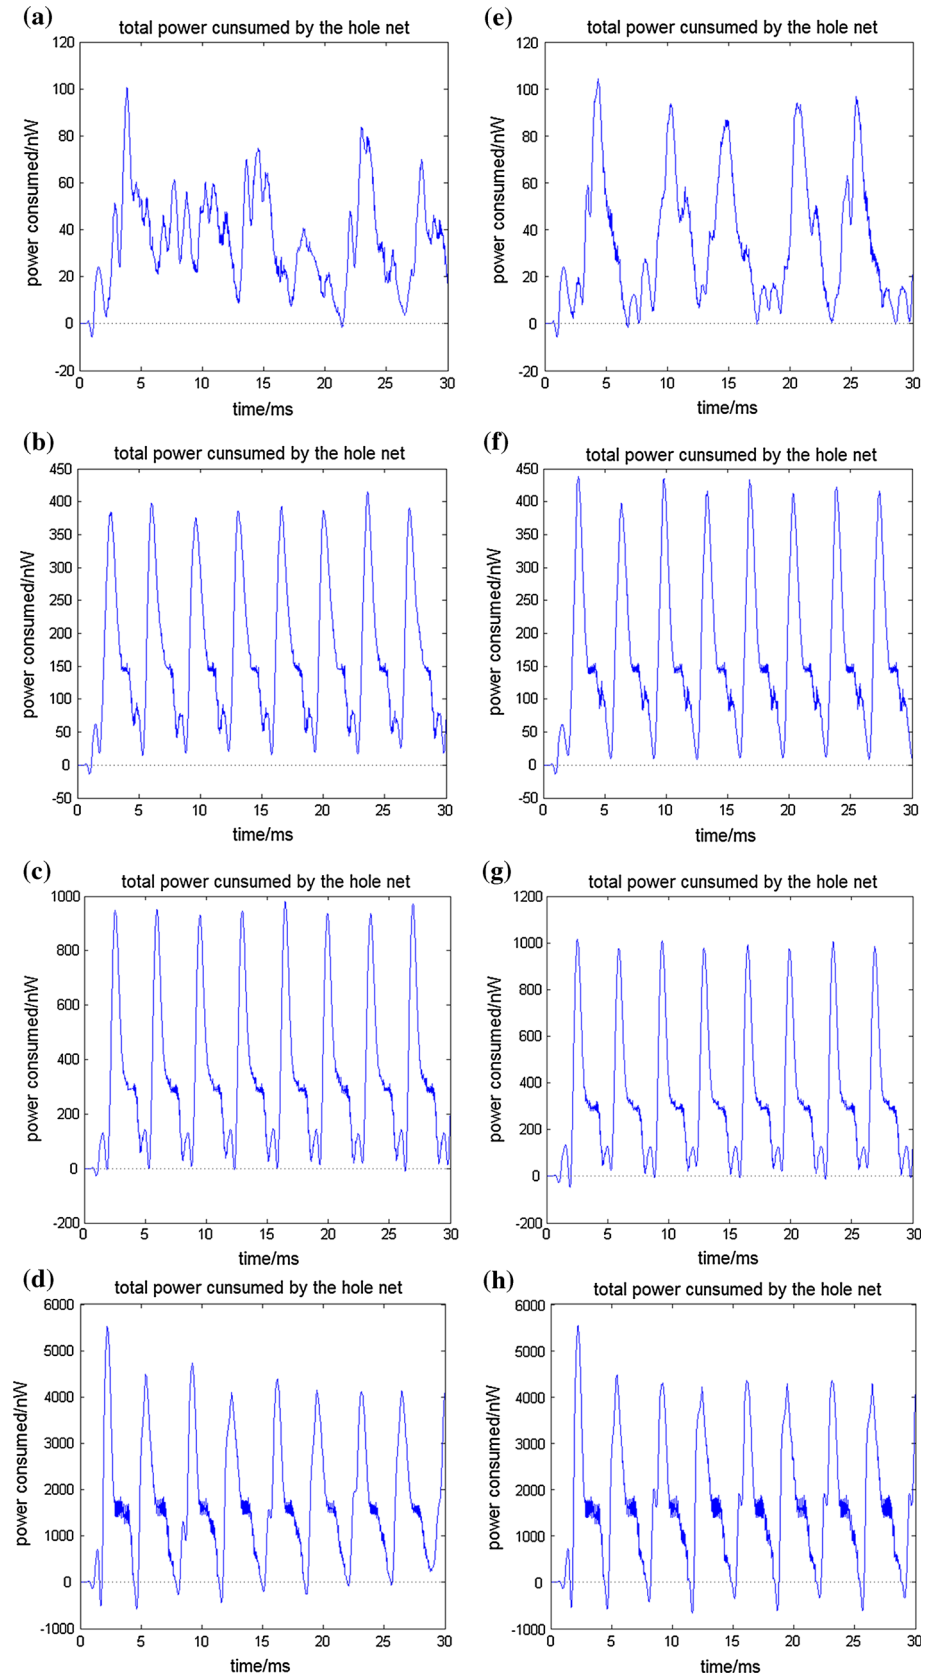 (a)
total power cunsumed by the hole net
120
100
80
60
40
20
0
-20
power consumed/nW
0 5 10 15 20 25 30
time/ms
(e)
total power cunsumed by the hole net
120
100
80
60
40
20
0
-20
power consumed/nW
0 5 10 15 20 25 30
time/ms
(b)
total power cunsumed by the hole net
450
400
350
300
250
200
150
100
50
0
-50
power consumed/nW
0 5 10 15 20 25 30
time/ms
(f)
total power cunsumed by the hole net
450
400
350
300
250
200
150
100
50
0
-50
power consumed/nW
0 5 10 15 20 25 30
time/ms
(c)
total power cunsumed by the hole net
1000
800
600
400
200
0
-200
power consumed/nW
0 5 10 15 20 25 30
time/ms
(g)
total power cunsumed by the hole net
1200
1000
800
600
400
200
0
-200
power consumed/nW
0 5 10 15 20 25 30
time/ms
(d)
total power cunsumed by the hole net
6000
5000
4000
3000
2000
1000
0
-1000
power consumed/nW
0 5 10 15 20 25 30
time/ms
(h)
total power cunsumed by the hole net
6000
5000
4000
3000
2000
1000
0
-1000
power consumed/nW
0 5 10 15 20 25 30
time/ms